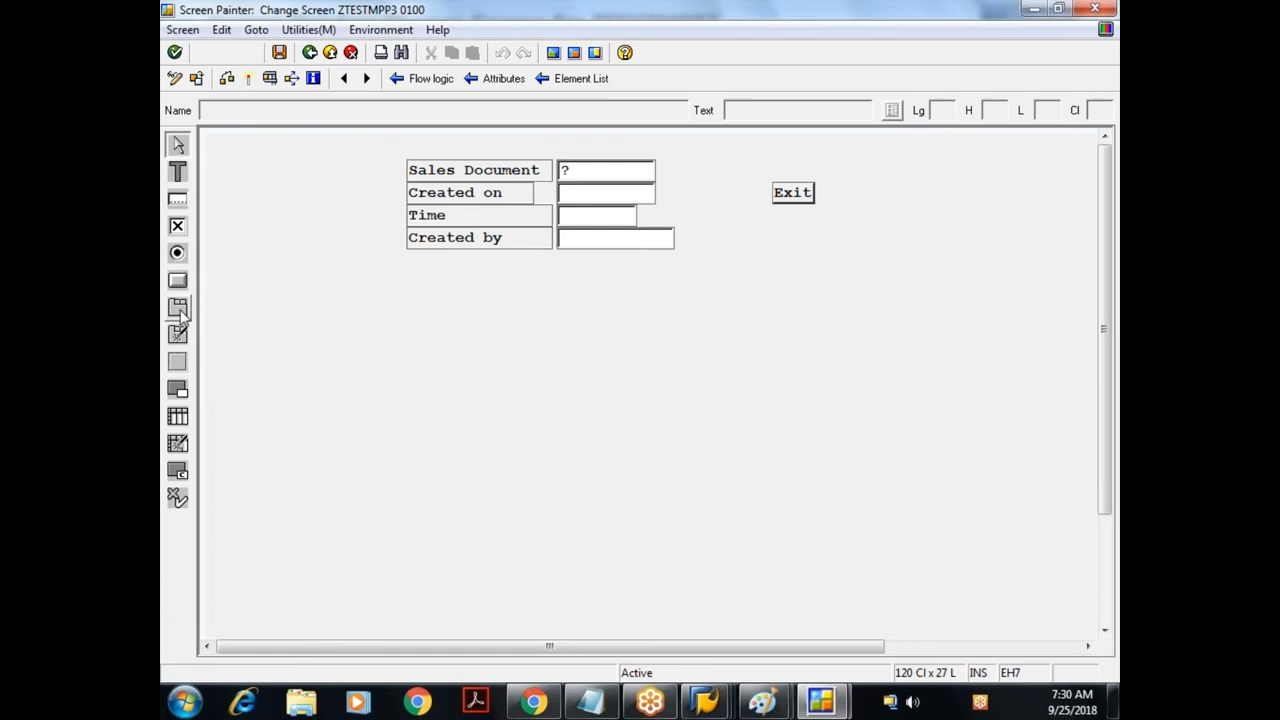 Screen Painter: Change Screen ZTESTMPP3 0100
Screen Edit Goto Utilities(M) Environment Help
Flow logic Attributes Element List
Name Text Lg H L Cl
Sales Document ?
Created on Exit
Time
Created by
Active 120 Cl x 27 L INS EH7
7:30 AM
9/25/2018